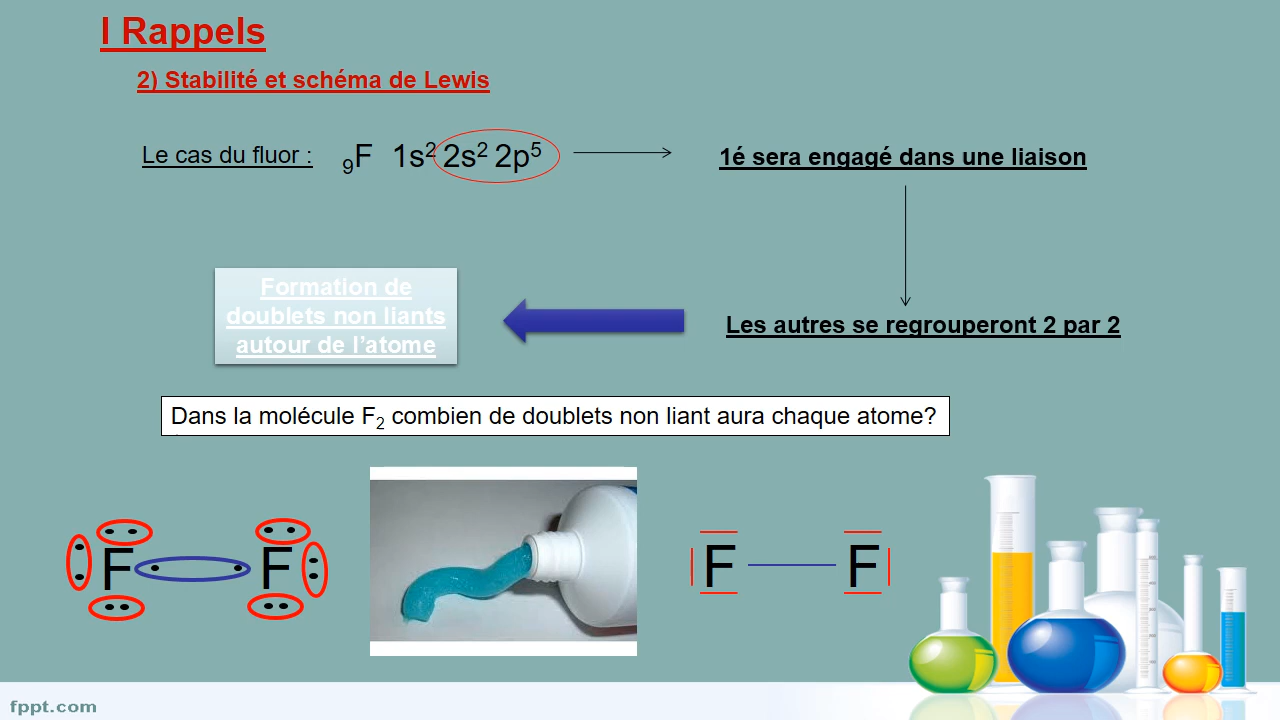 I Rappels
2) Stabilité et schéma de Lewis
Le cas du fluor : ₉F 1s² 2s² 2p⁵
1é sera engagé dans une liaison
Formation de
doublets non liants
autour de l’atome
Les autres se regrouperont 2 par 2
Dans la molécule F₂ combien de doublets non liant aura chaque atome?
F F
F F
fppt.com